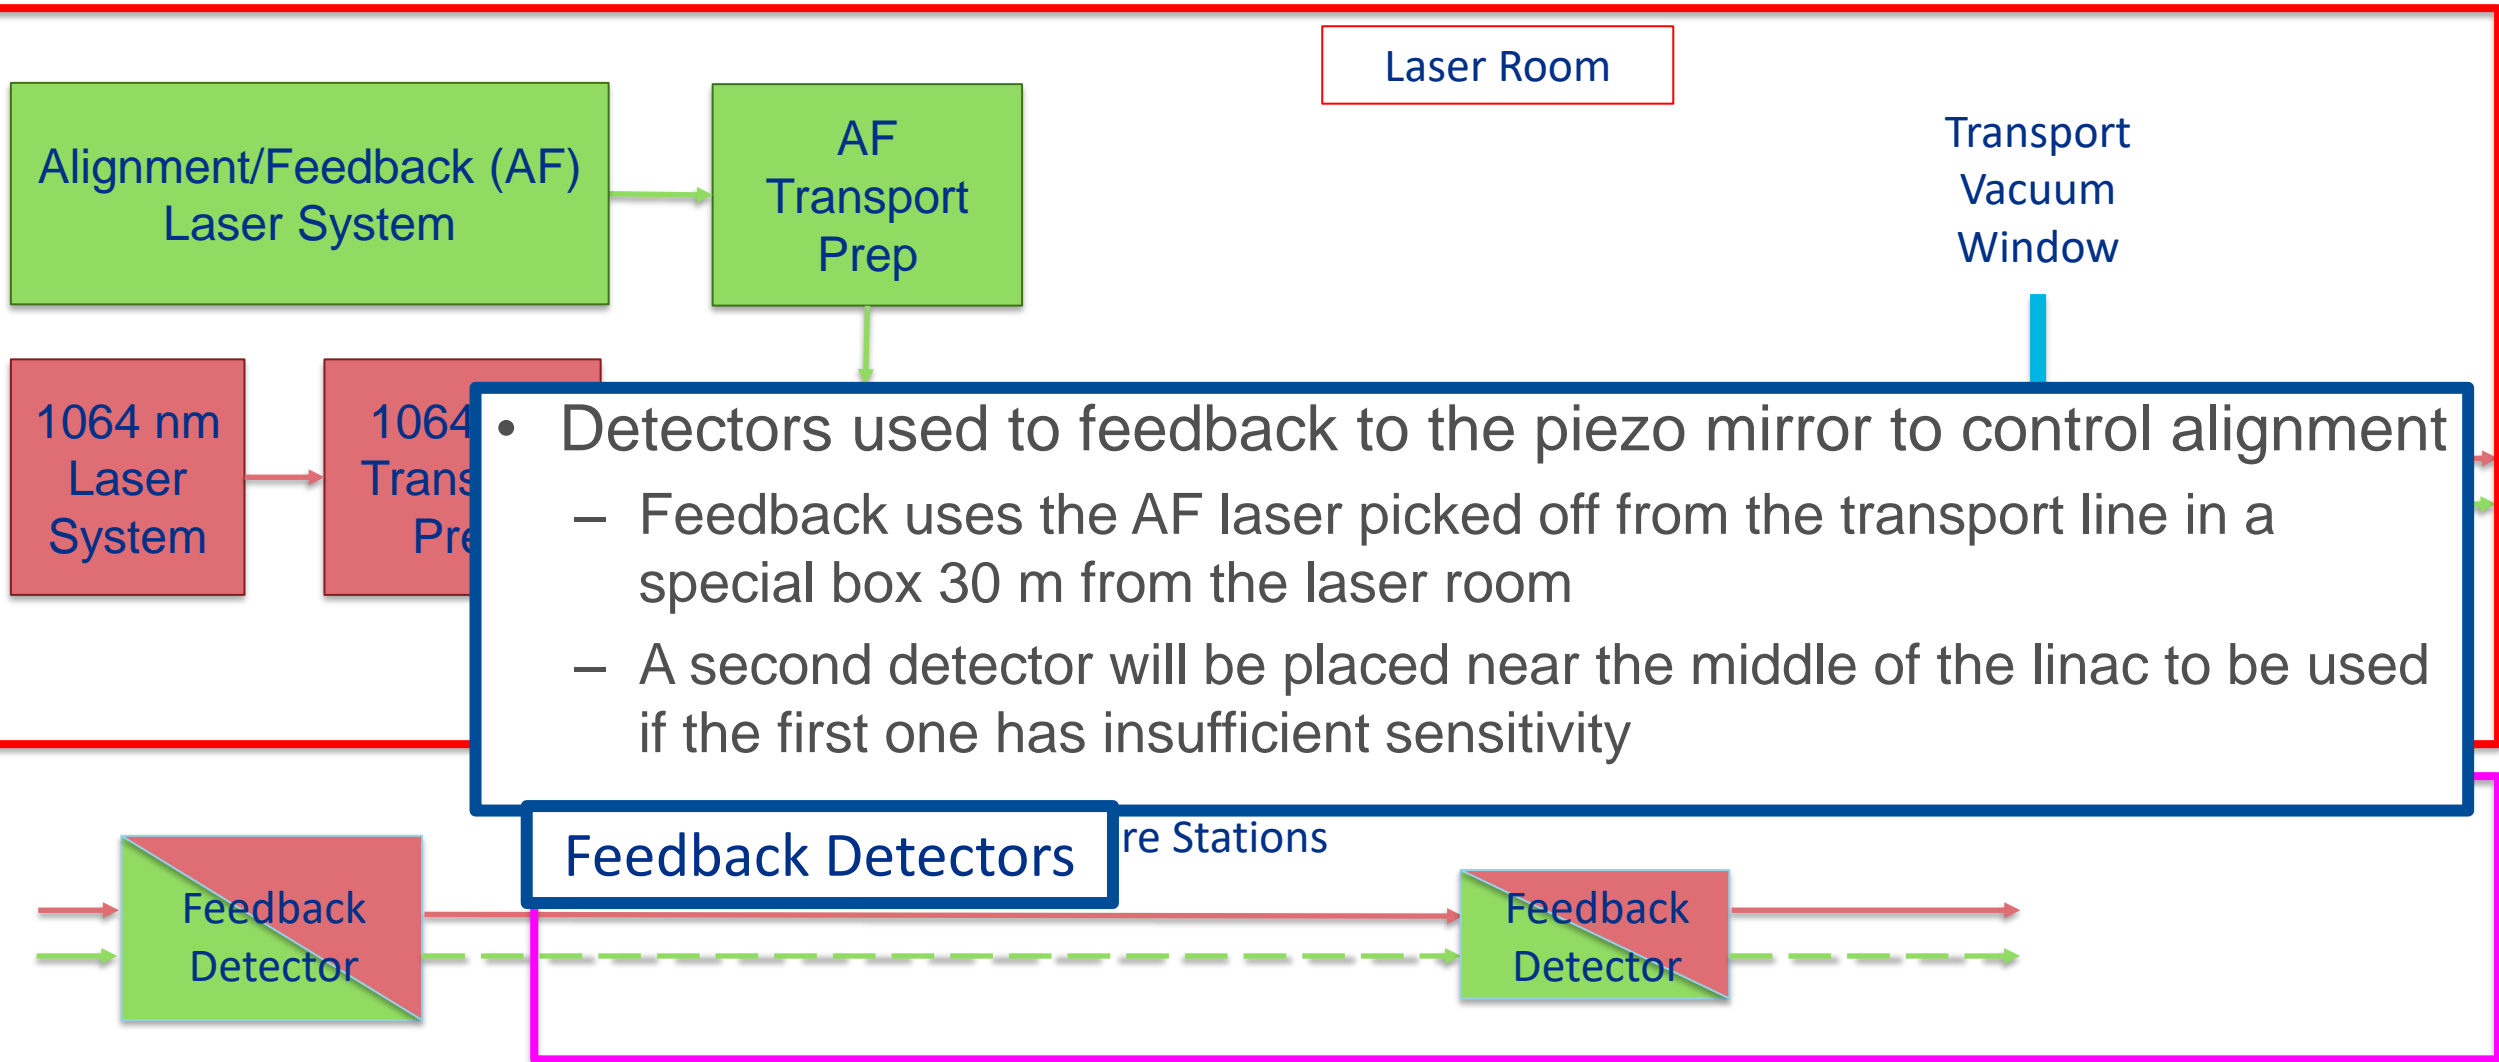 Laser Room
Alignment/Feedback (AF)
Laser System
AF
Transport
Prep
Transport
Vacuum
Window
1064 nm
Laser
System
1064
• Detectors used to feedback to the piezo mirror to control alignment
– Feedback uses the AF laser picked off from the transport line in a
special box 30 m from the laser room
– A second detector will be placed near the middle of the linac to be used
if the first one has insufficient sensitivity
Feedback Detectors
Stations
Feedback
Detector
Feedback
Detector